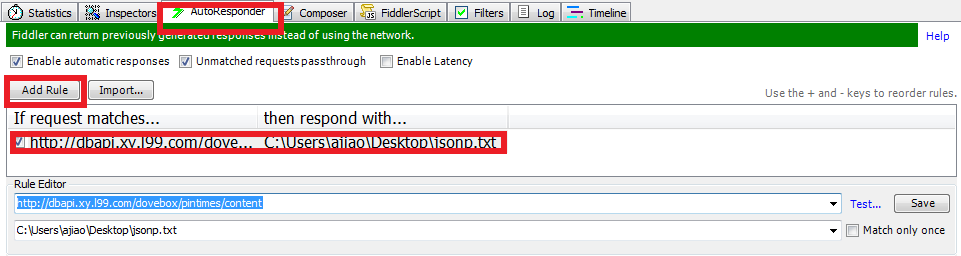 Statistics Inspectors AutoResponder Composer FiddlerScript Filters Log Timeline
Fiddler can return previously generated responses instead of using the network. Help
Enable automatic responses Unmatched requests passthrough Enable Latency
Add Rule Import... Use the + and - keys to reorder rules.
If request matches... then respond with...
http://dbapi.xy.l99.com/dove... C:\Users\ajiao\Desktop\jsonp.txt
Rule Editor
http://dbapi.xy.l99.com/dovebox/pintimes/content Test... Save
C:\Users\ajiao\Desktop\jsonp.txt Match only once